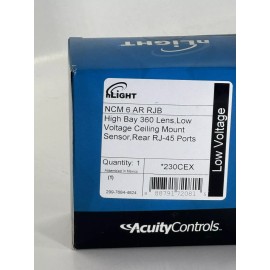 nLIGHT
nLIGHT
NCM 6 AR RJB
High Bay 360 Lens,Low
Voltage Ceiling Mount
Sensor,Rear RJ-45 Ports
Quantity: 1
*230CEX
(1)
Low Voltage
AcuityControls.